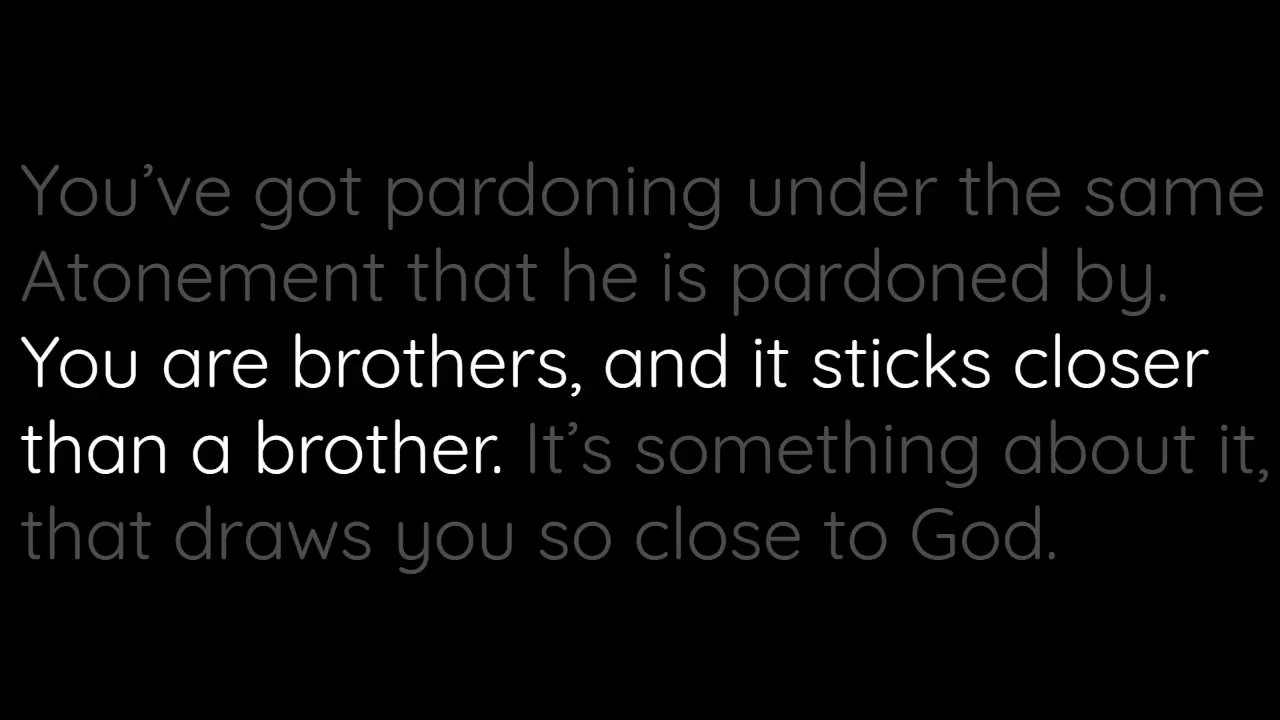 You’ve got pardoning under the same
Atonement that he is pardoned by.
You are brothers, and it sticks closer
than a brother. It’s something about it,
that draws you so close to God.